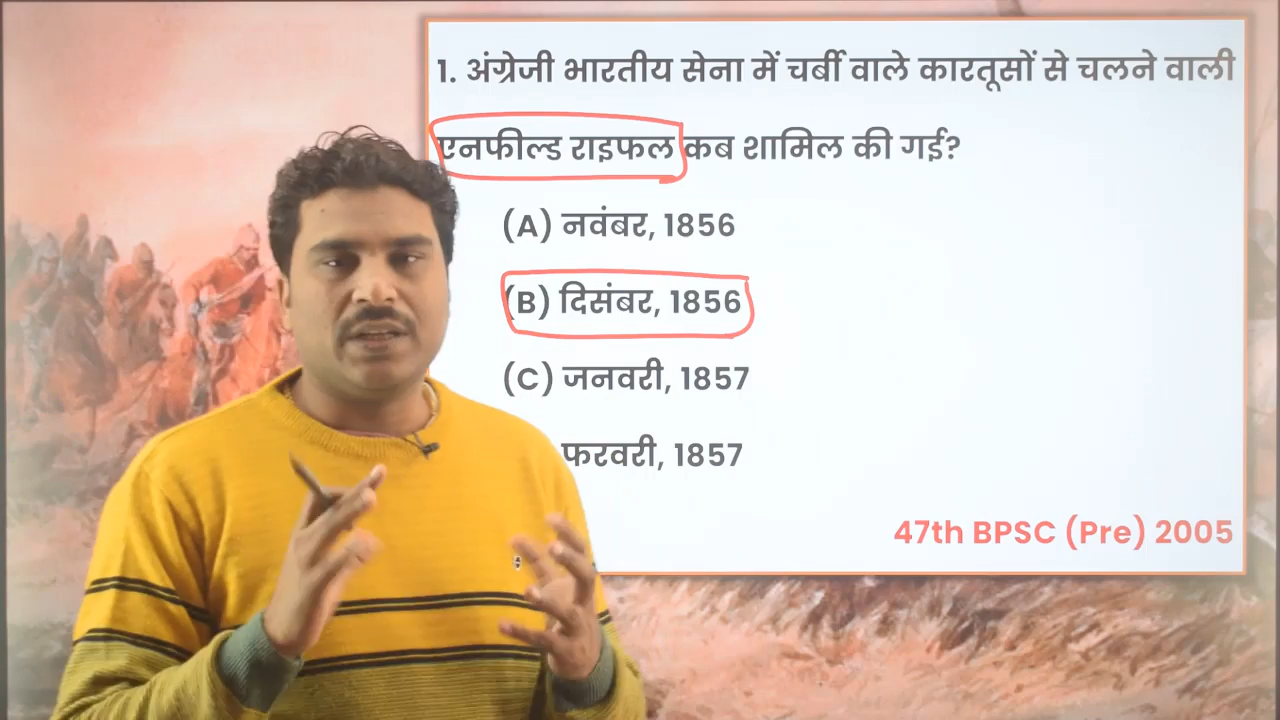 1. अंग्रेजी भारतीय सेना में चर्बी वाले कारतूसों से चलने वाली
एनफील्ड राइफल कब शामिल की गई?
(A) नवंबर, 1856
(B) दिसंबर, 1856
(C) जनवरी, 1857
फरवरी, 1857
47th BPSC (Pre) 2005